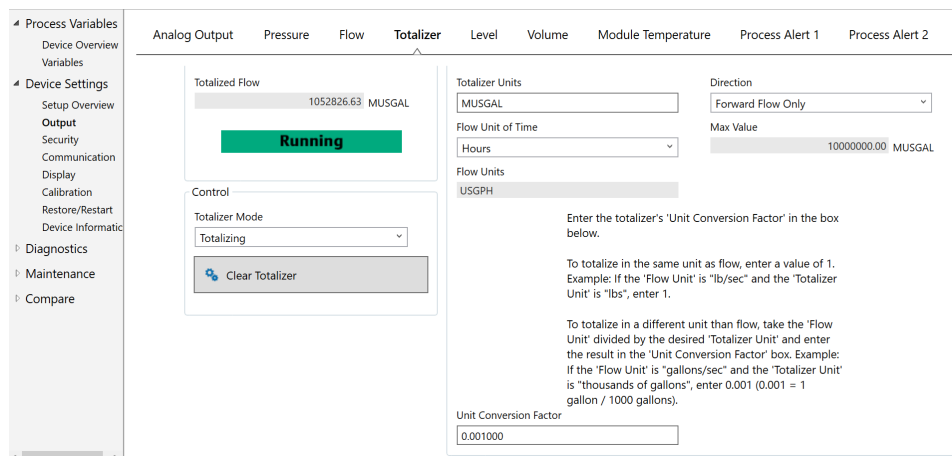 Process Variables
Device Overview
Variables
Device Settings
Setup Overview
Output
Security
Communication
Display
Calibration
Restore/Restart
Device Informatic
Diagnostics
Maintenance
Compare
Analog Output Pressure Flow Totalizer Level Volume Module Temperature Process Alert 1 Process Alert 2
Totalized Flow
1052826.63 MUSGAL
Running
Control
Totalizer Mode
Totalizing
Clear Totalizer
Totalizer Units
MUSGAL
Direction
Forward Flow Only
Flow Unit of Time
Hours
Max Value
10000000.00 MUSGAL
Flow Units
USGPH
Enter the totalizer's 'Unit Conversion Factor' in the box
below.
To totalize in the same unit as flow, enter a value of 1.
Example: If the 'Flow Unit' is "lb/sec" and the 'Totalizer
Unit' is "lbs", enter 1.
To totalize in a different unit than flow, take the 'Flow
Unit' divided by the desired 'Totalizer Unit' and enter
the result in the 'Unit Conversion Factor' box. Example:
If the 'Flow Unit' is "gallons/sec" and the 'Totalizer Unit'
is "thousands of gallons", enter 0.001 (0.001 = 1
gallon / 1000 gallons).
Unit Conversion Factor
0.001000